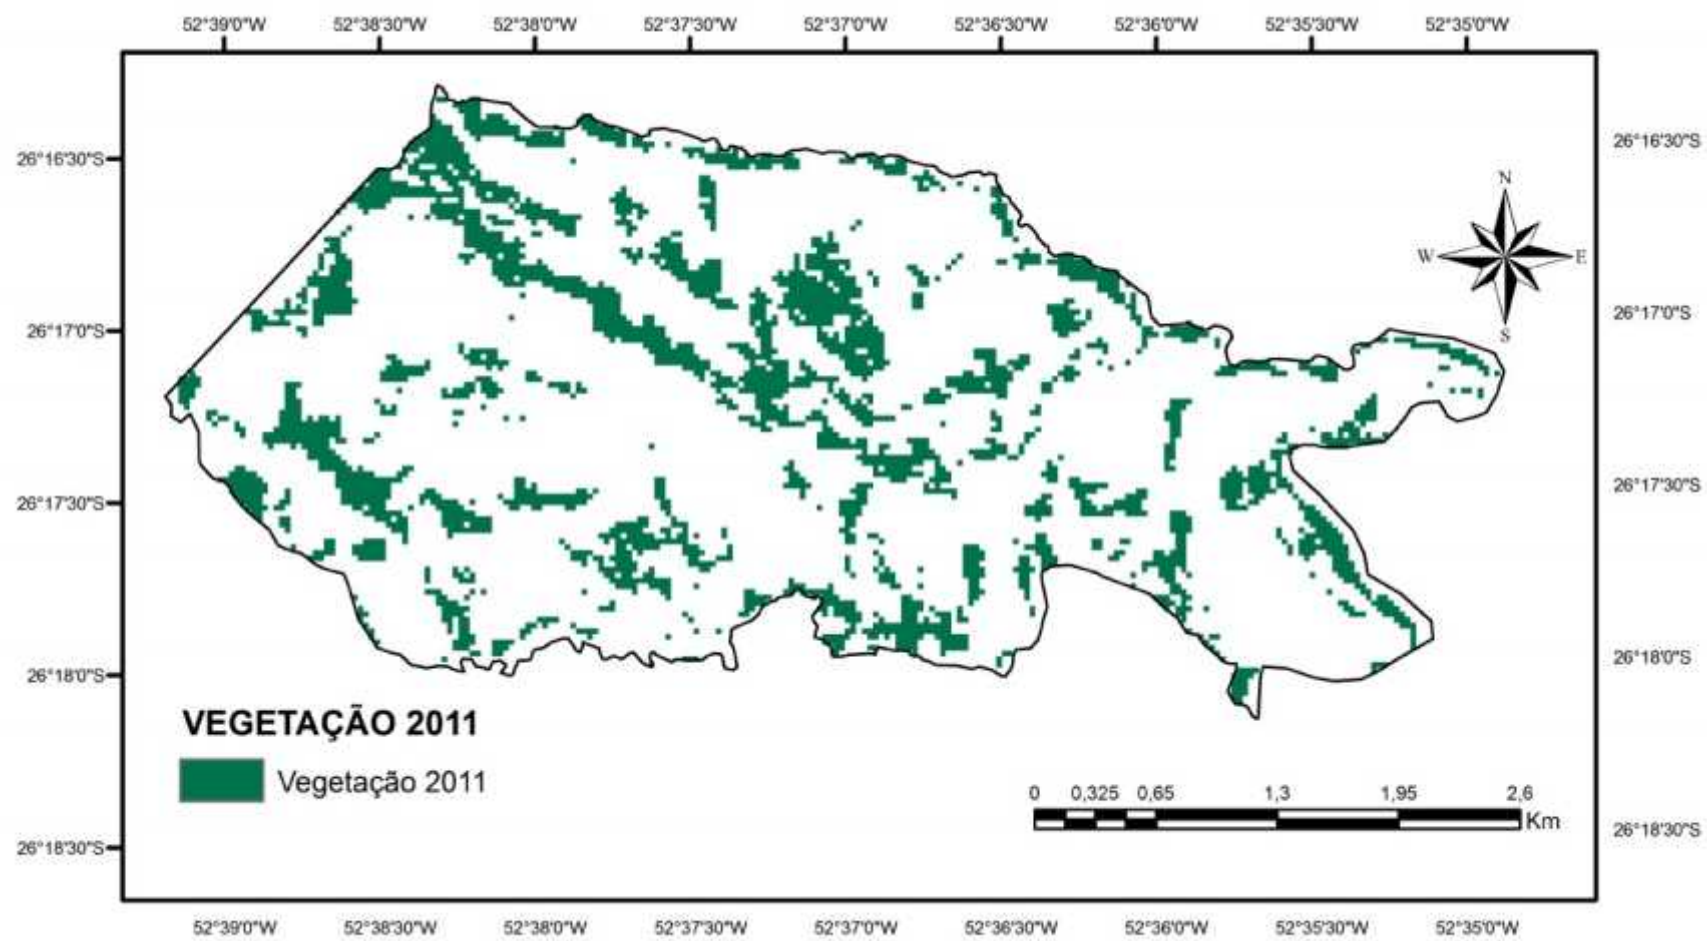 52°39'0"W 52°38'30"W 52°38'0"W 52°37'30"W 52°37'0"W 52°36'30"W 52°36'0"W 52°35'30"W 52°35'0"W
26°16'30"S 26°16'30"S
N
W E
S
26°17'0"S 26°17'0"S
26°17'30"S 26°17'30"S
26°18'0"S 26°18'0"S
VEGETAÇÃO 2011
Vegetação 2011
0 0,325 0,65 1,3 1,95 2,6
Km
26°18'30"S 26°18'30"S
52°39'0"W 52°38'30"W 52°38'0"W 52°37'30"W 52°37'0"W 52°36'30"W 52°36'0"W 52°35'30"W 52°35'0"W